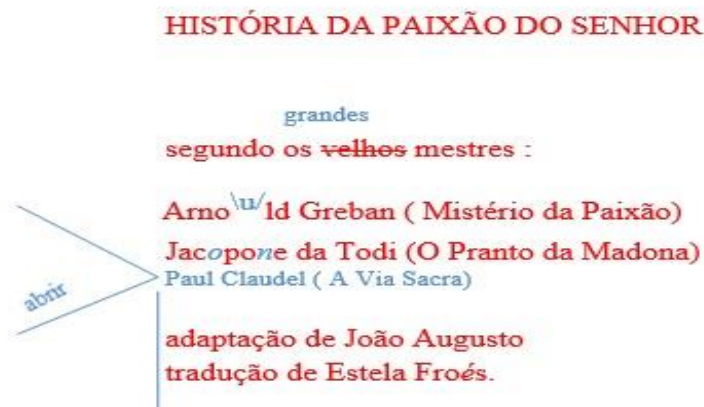 HISTÓRIA DA PAIXÃO DO SENHOR
grandes
segundo os velhos mestres :
Arno\u/ld Greban ( Mistério da Paixão)
Jacopone da Todi (O Pranto da Madona)
Paul Claudel ( A Via Sacra)
abrir
adaptação de João Augusto
tradução de Estela Froés.